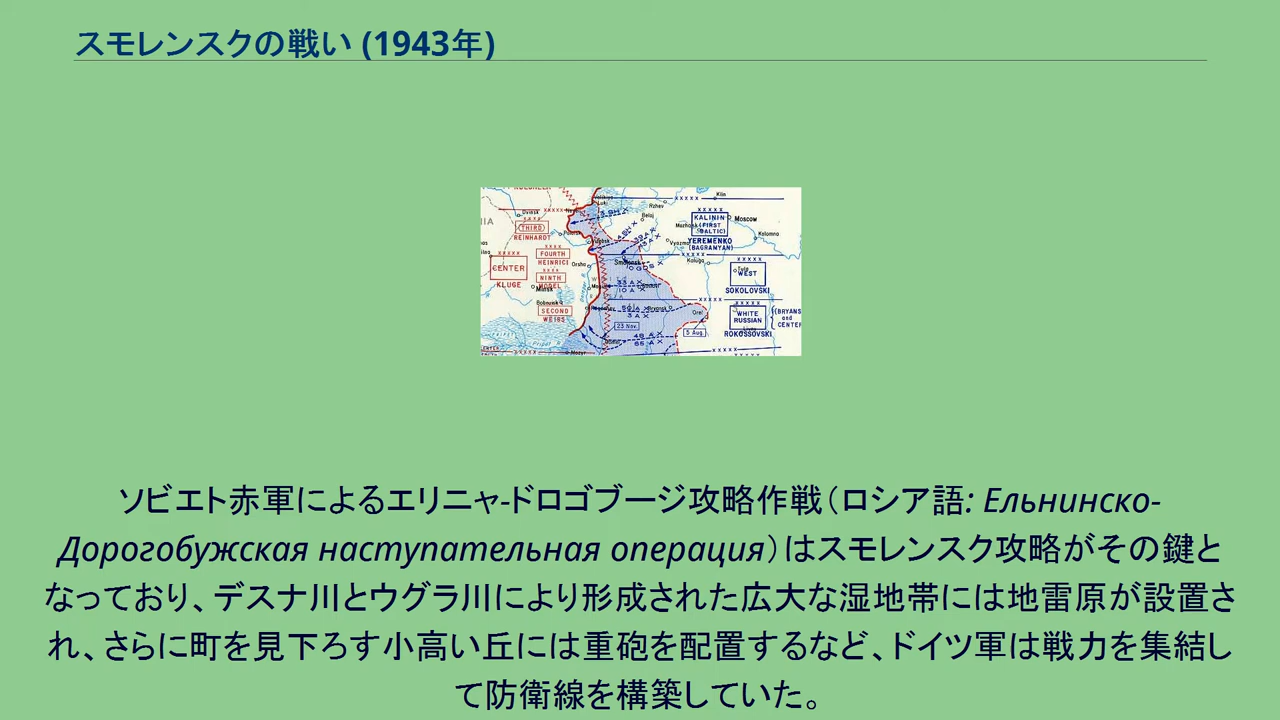 スモレンスクの戦い (1943年)
Klin
Rzhev
Beloj
KALININ
(FIRST
BALTIC)
Moscow
THIRD
REINHARDT
Kolomna
YEREMENKO
(BAGRAMYAN)
FOURTH
HEINRICI
Orsha
Smolensk
Kaluga
CENTER
KLUGE
NINTH
MODEL
Minsk
WEST
SOKOLOVSKI
SECOND
WEISS
Orel
WHITE
RUSSIAN
(BRYANSK
and
CENTER
ROKOSSOVSKI
23 Nov.
5 Aug.
ソビエト赤軍によるエリニャ-ドロゴブージ攻略作戦（ロシア語: Ельнинско-
Дорогобужская наступательная операция）はスモレンスク攻略がその鍵と
なっており、デスナ川とウグラ川により形成された広大な湿地帯には地雷原が設置さ
れ、さらに町を見下ろす小高い丘には重砲を配置するなど、ドイツ軍は戦力を集結し
て防衛線を構築していた。